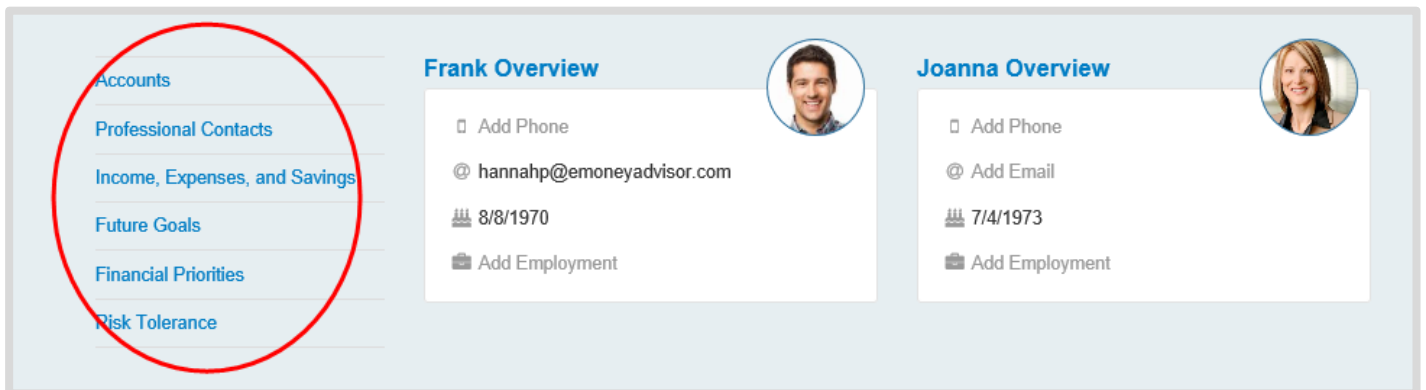 Accounts
Professional Contacts
Income, Expenses, and Savings
Future Goals
Financial Priorities
Risk Tolerance
Frank Overview
Add Phone
@ hannahp@emoneyadvisor.com
8/8/1970
Add Employment
Joanna Overview
Add Phone
@ Add Email
7/4/1973
Add Employment